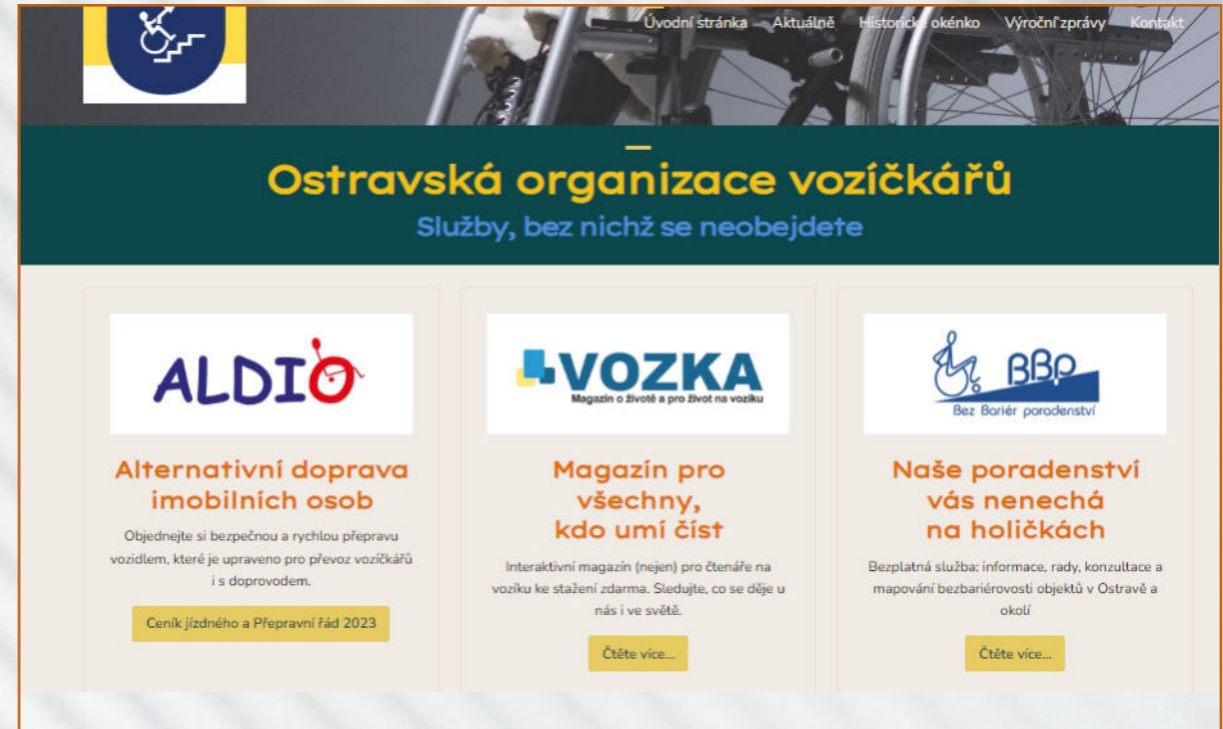 Úvodní stránka Aktuálně Historické okénko Výroční zprávy Kontakt
Ostravská organizace vozíčkářů
Služby, bez nichž se neobejdete
ALDIO
Alternativní doprava
imobilních osob
Objednejte si bezpečnou a rychlou přepravu
vozidlem, které je upraveno pro převoz vozíčkářů
i s doprovodem.
Ceník jízdného a Přepravní řád 2023
VOZKA
Magazín o životě a pro život na vozíku
Magazín pro
všechny,
kdo umí číst
Interaktivní magazín (nejen) pro čtenáře na
vozíku ke stažení zdarma. Sledujte, co se děje u
nás i ve světě.
Čtěte více...
BBp
Bez Bariér poradenství
Naše poradenství
vás nenechá
na holičkách
Bezplatná služba: informace, rady, konzultace a
mapování bezbariérovosti objektů v Ostravě a
okolí
Čtěte více...